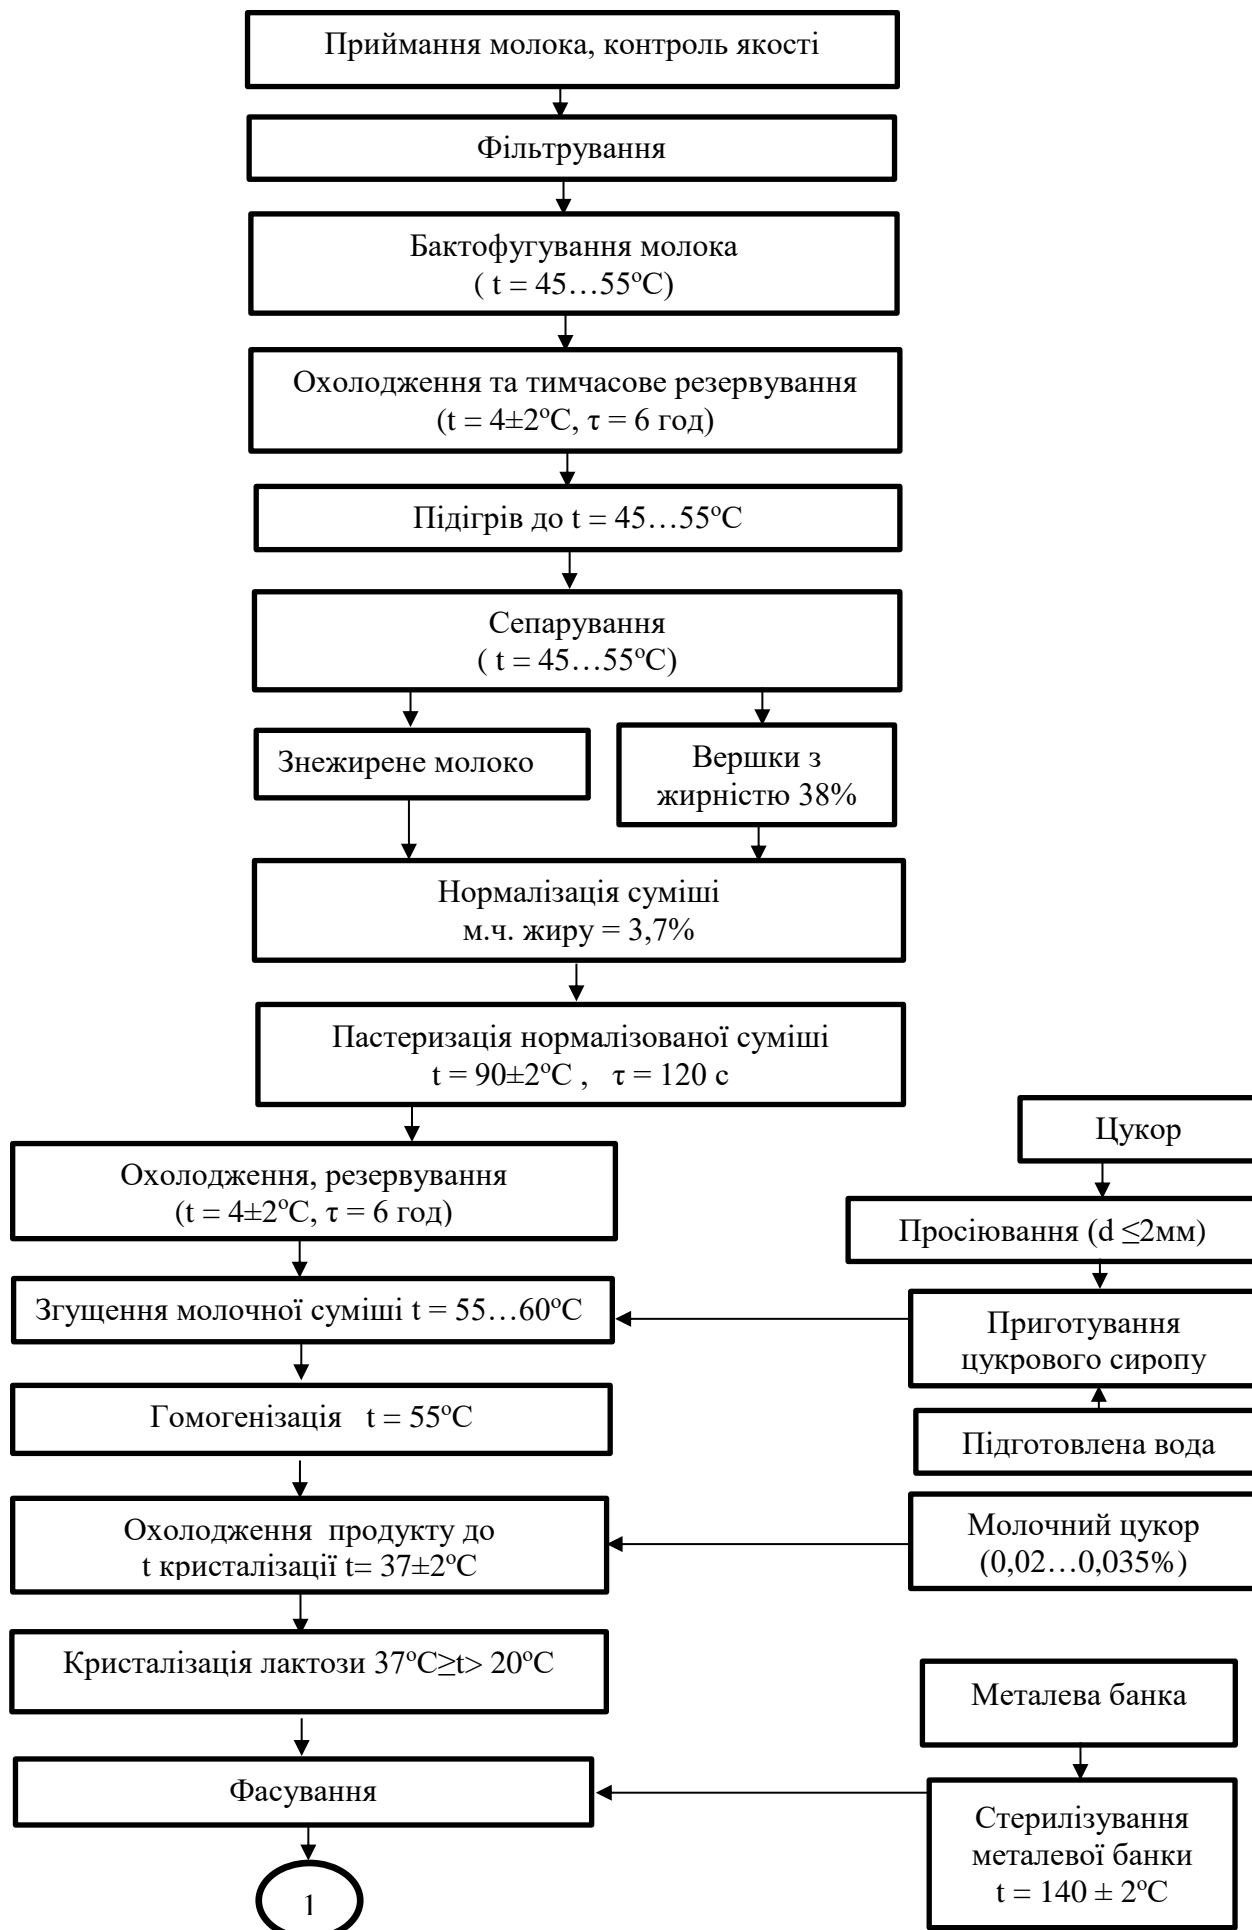 Приймання молока, контроль якості
Фільтрування
Бактофугування молока
( t = 45…55ºС)
Охолодження та тимчасове резервування
(t = 4±2ºС, τ = 6 год)
Підігрів до t = 45…55ºС
Сепарування
( t = 45…55ºС)
Знежирене молоко
Вершки з
жирністю 38%
Нормалізація суміші
м.ч. жиру = 3,7%
Пастеризація нормалізованої суміші
t = 90±2ºС , τ = 120 с
Охолодження, резервування
(t = 4±2ºС, τ = 6 год)
Цукор
Просіювання (d ≤2мм)
Згущення молочної суміші t = 55…60ºС
Приготування
цукрового сиропу
Гомогенізація t = 55ºС
Підготовлена вода
Охолодження продукту до
t кристалізації t= 37±2ºС
Молочний цукор
(0,02…0,035%)
Кристалізація лактози 37ºС≥t> 20ºС
Металева банка
Фасування
Стерилізування
металевої банки
t = 140 ± 2ºС
1